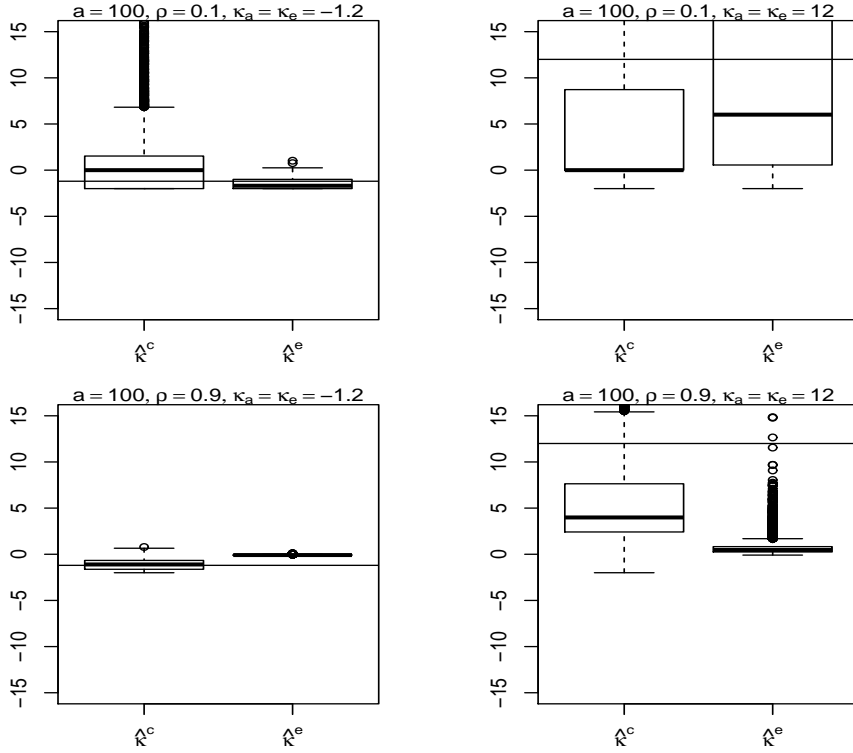 a = 100, ρ = 0.1, κa = κe = −1.2
15
10
5
0
−5
−10
−15
κ̂c
κ̂e
a = 100, ρ = 0.1, κa = κe = 12
15
10
5
0
−5
−10
−15
κ̂c
κ̂e
a = 100, ρ = 0.9, κa = κe = −1.2
15
10
5
0
−5
−10
−15
κ̂c
κ̂e
a = 100, ρ = 0.9, κa = κe = 12
15
10
5
0
−5
−10
−15
κ̂c
κ̂e